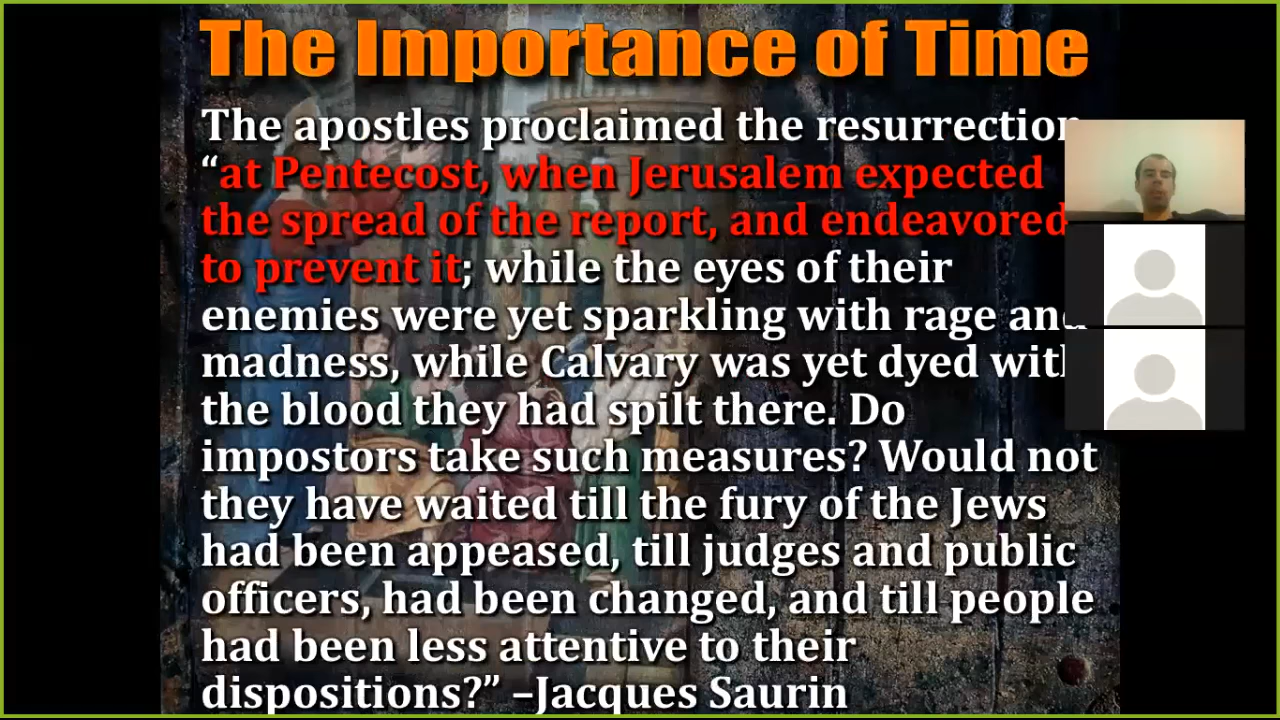 The Importance of Time
The apostles proclaimed the resurrection
“at Pentecost, when Jerusalem expected
the spread of the report, and endeavored
to prevent it; while the eyes of their
enemies were yet sparkling with rage and
madness, while Calvary was yet dyed with
the blood they had spilt there. Do
impostors take such measures? Would not
they have waited till the fury of the Jews
had been appeased, till judges and public
officers, had been changed, and till people
had been less attentive to their
dispositions?” –Jacques Saurin